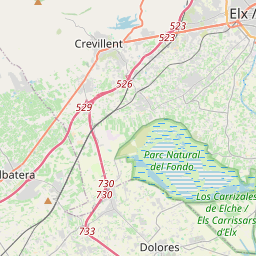 Elx /
523
Crevillent
523
526
529
Parc Natural
del Fondo
lbatera
730
730
Los Carrizales
de Elche /
Els Carrissars
d'Elx
733
Dolores